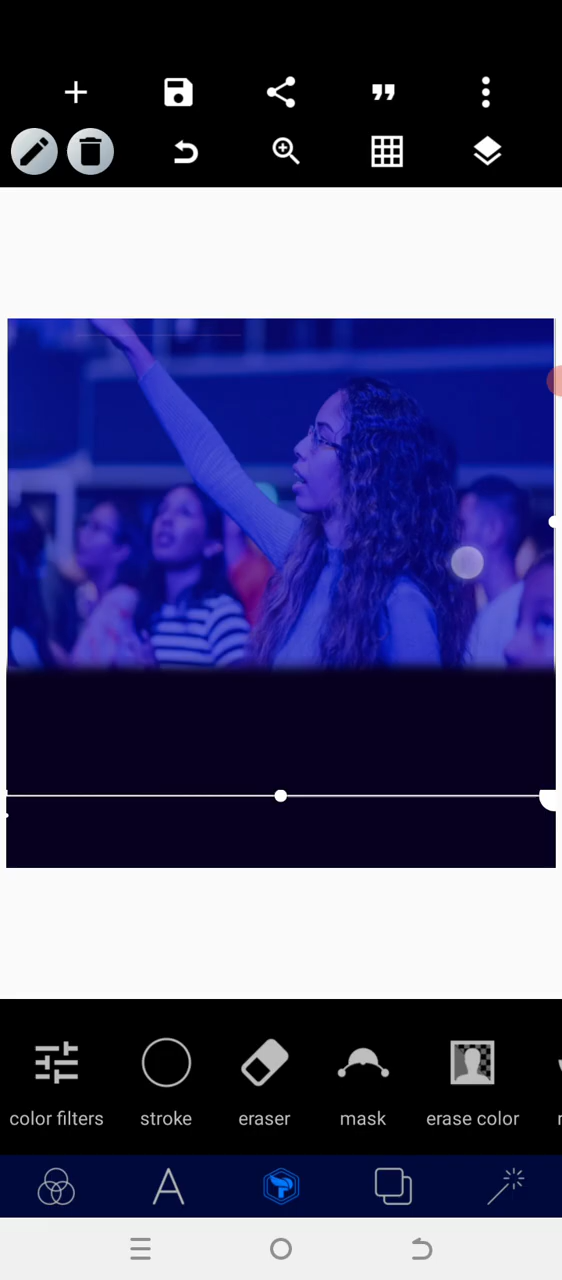 color filters
stroke
eraser
mask
erase color